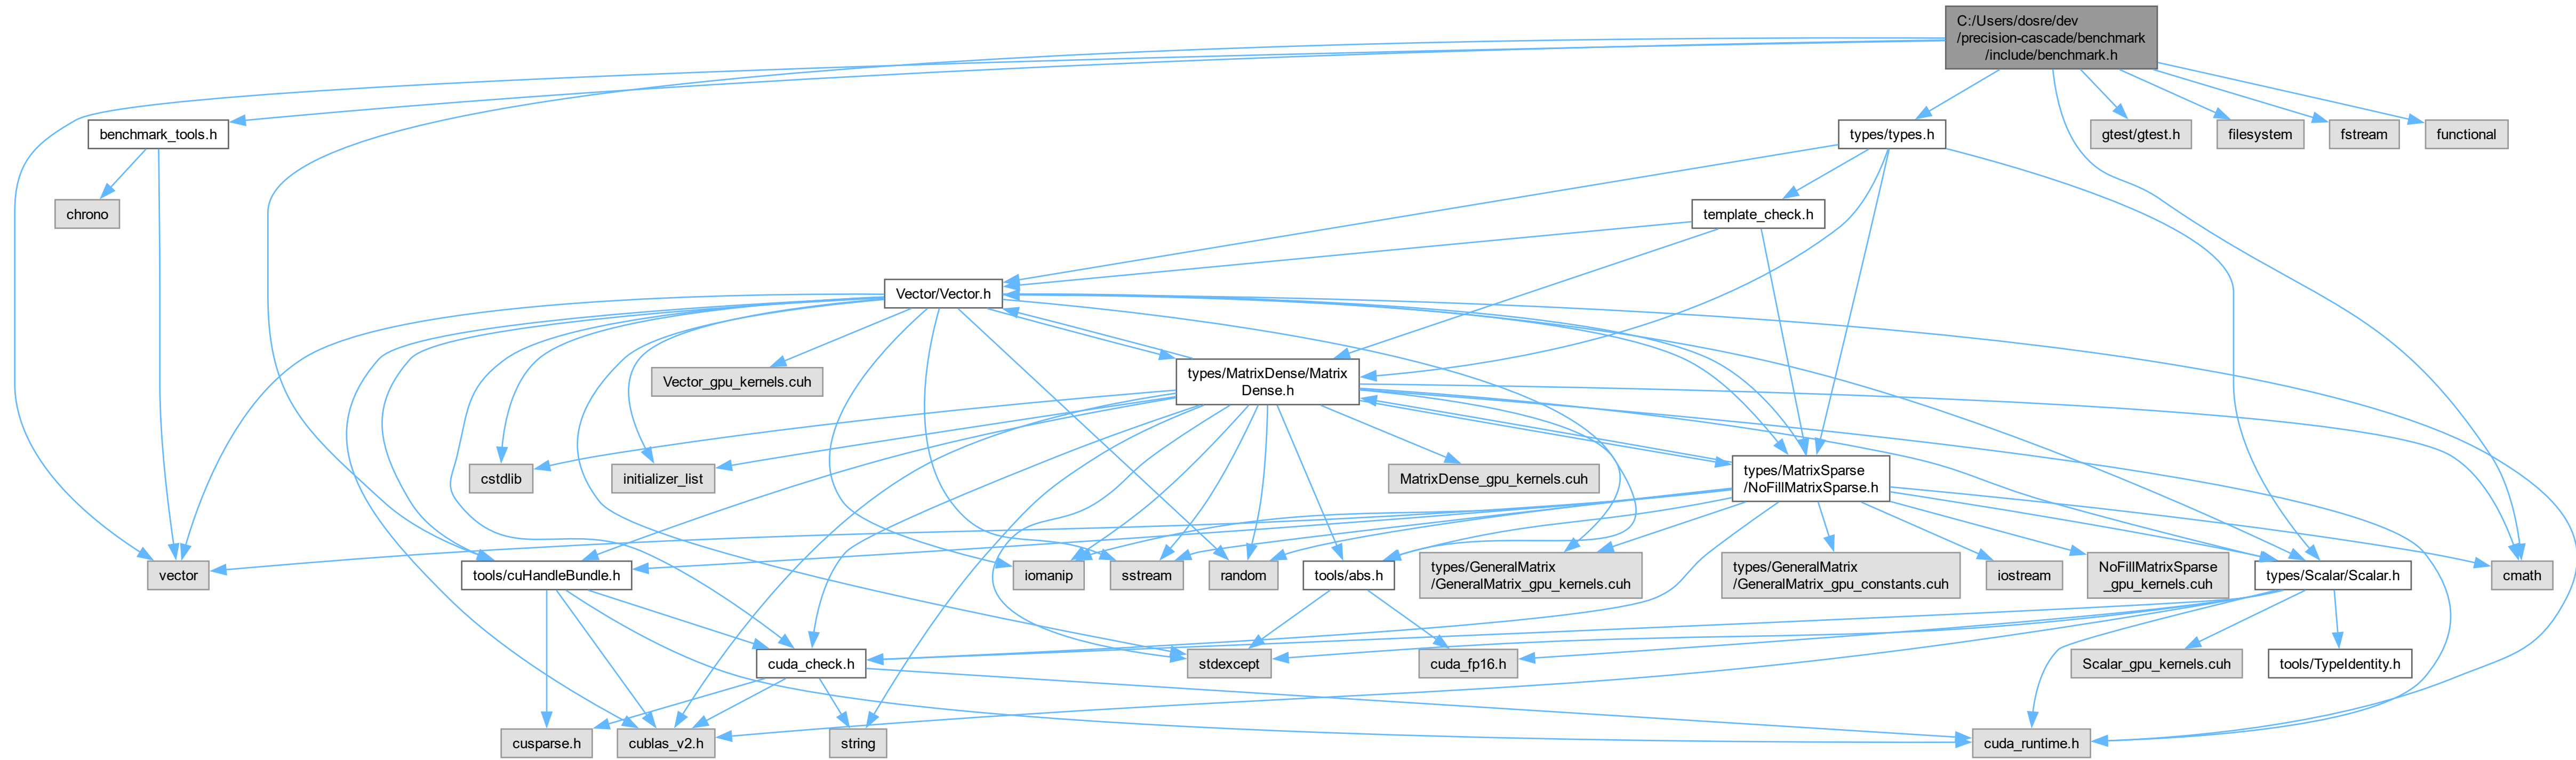 C:/Users/dosre/dev
/precision-cascade/benchmark
/include/benchmark.h
benchmark_tools.h
types/types.h
gtest/gtest.h
filesystem
fstream
functional
chrono
template_check.h
Vector/Vector.h
Vector_gpu_kernels.cuh
types/MatrixDense/Matrix
Dense.h
cstdlib
initializer_list
MatrixDense_gpu_kernels.cuh
types/MatrixSparse
/NoFillMatrixSparse.h
vector
tools/cuHandleBundle.h
iomanip
sstream
random
tools/abs.h
types/GeneralMatrix
/GeneralMatrix_gpu_kernels.cuh
types/GeneralMatrix
/GeneralMatrix_gpu_constants.cuh
iostream
NoFillMatrixSparse
_gpu_kernels.cuh
types/Scalar/Scalar.h
cmath
cuda_check.h
stdexcept
cuda_fp16.h
Scalar_gpu_kernels.cuh
tools/TypeIdentity.h
cusparse.h
cublas_v2.h
string
cuda_runtime.h